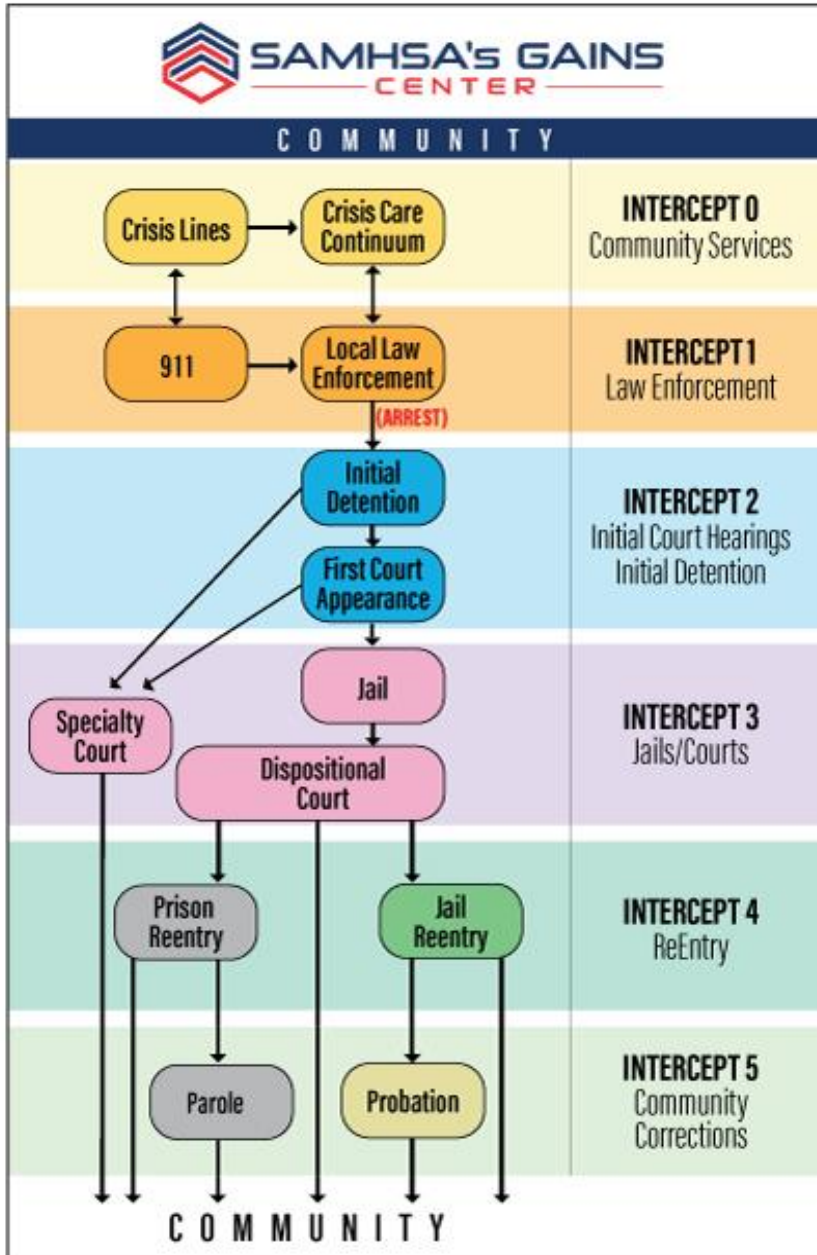 SAMHSA's GAINS
CENTER
COMMUNITY
Crisis Lines
Crisis Care
Continuum
INTERCEPT 0
Community Services
911
Local Law
Enforcement
(ARREST)
INTERCEPT 1
Law Enforcement
Initial
Detention
First Court
Appearance
INTERCEPT 2
Initial Court Hearings
Initial Detention
Jail
Specialty
Court
Dispositional
Court
INTERCEPT 3
Jails/Courts
Prison
Reentry
Jail
Reentry
INTERCEPT 4
ReEntry
Parole
Probation
INTERCEPT 5
Community
Corrections
COMMUNITY